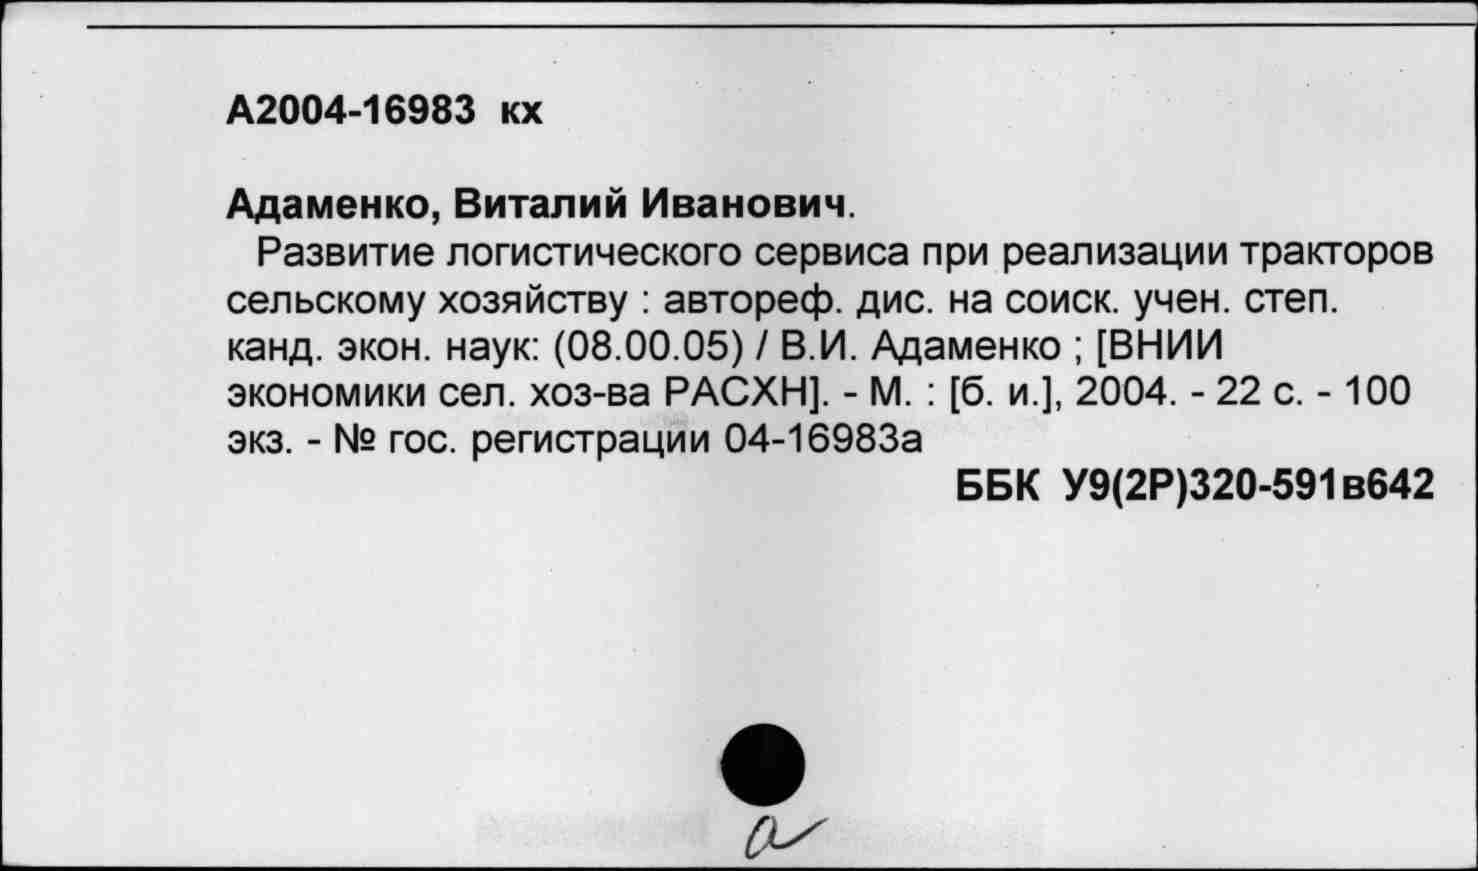 А2004-16983 кх
Адаменко, Виталий Иванович.
Развитие логистического сервиса при реализации тракторов
сельскому хозяйству : автореф. дис. на соиск. учен. степ.
канд. экон. наук: (08.00.05) / В.И. Адаменко ; [ВНИИ
экономики сел. хоз-ва РАСХН]. - М. : [б. и.], 2004. - 22 с. - 100
экз. - № гос. регистрации 04-16983а
ББК У9(2Р)320-591в642
а